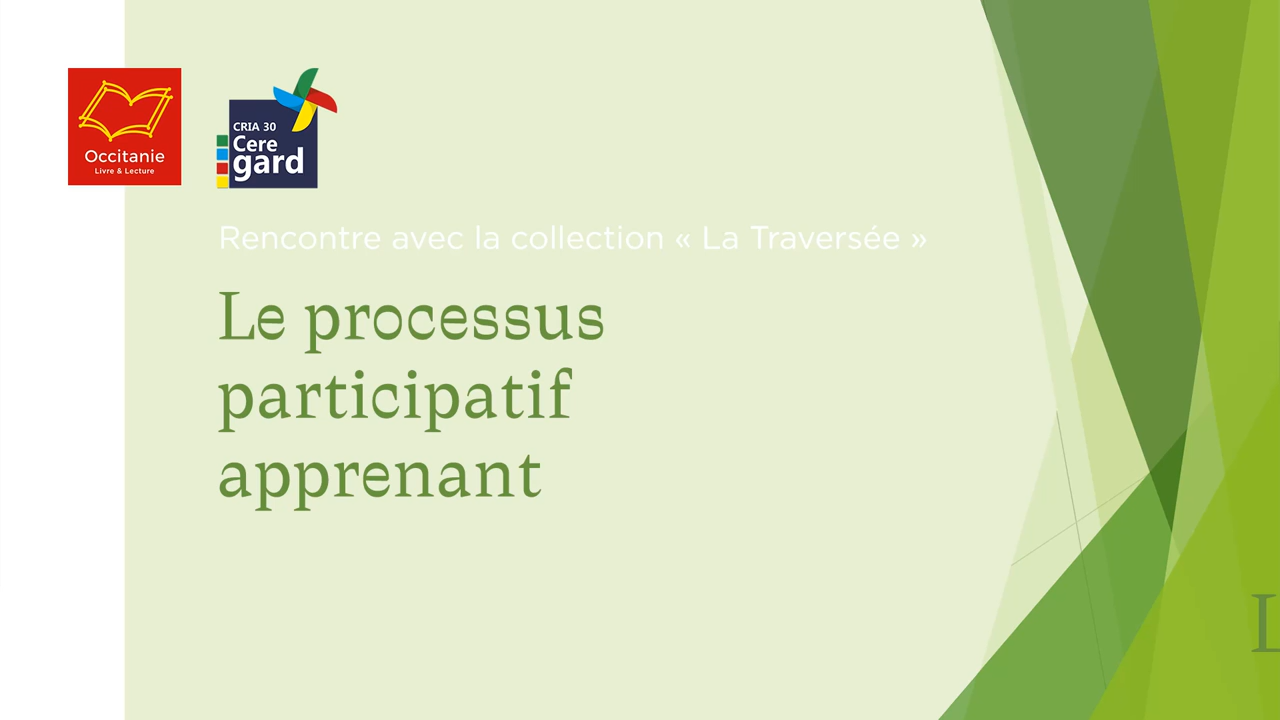 Occitanie
Livre & Lecture
CRIA 30
Cere
gard
Rencontre avec la collection « La Traversée »
Le processus
participatif
apprenant
L